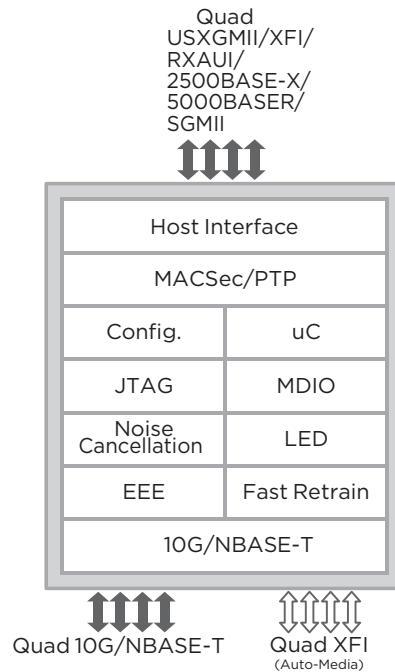 Quad
USXGMII/XFI/
RXAUI/
2500BASE-X/
5000BASER/
SGMII
Host Interface
MACSec/PTP
Config.
uC
JTAG
MDIO
Noise
Cancellation
LED
EEE
Fast Retrain
10G/NBASE-T
Quad 10G/NBASE-T
Quad XFI
(Auto-Media)